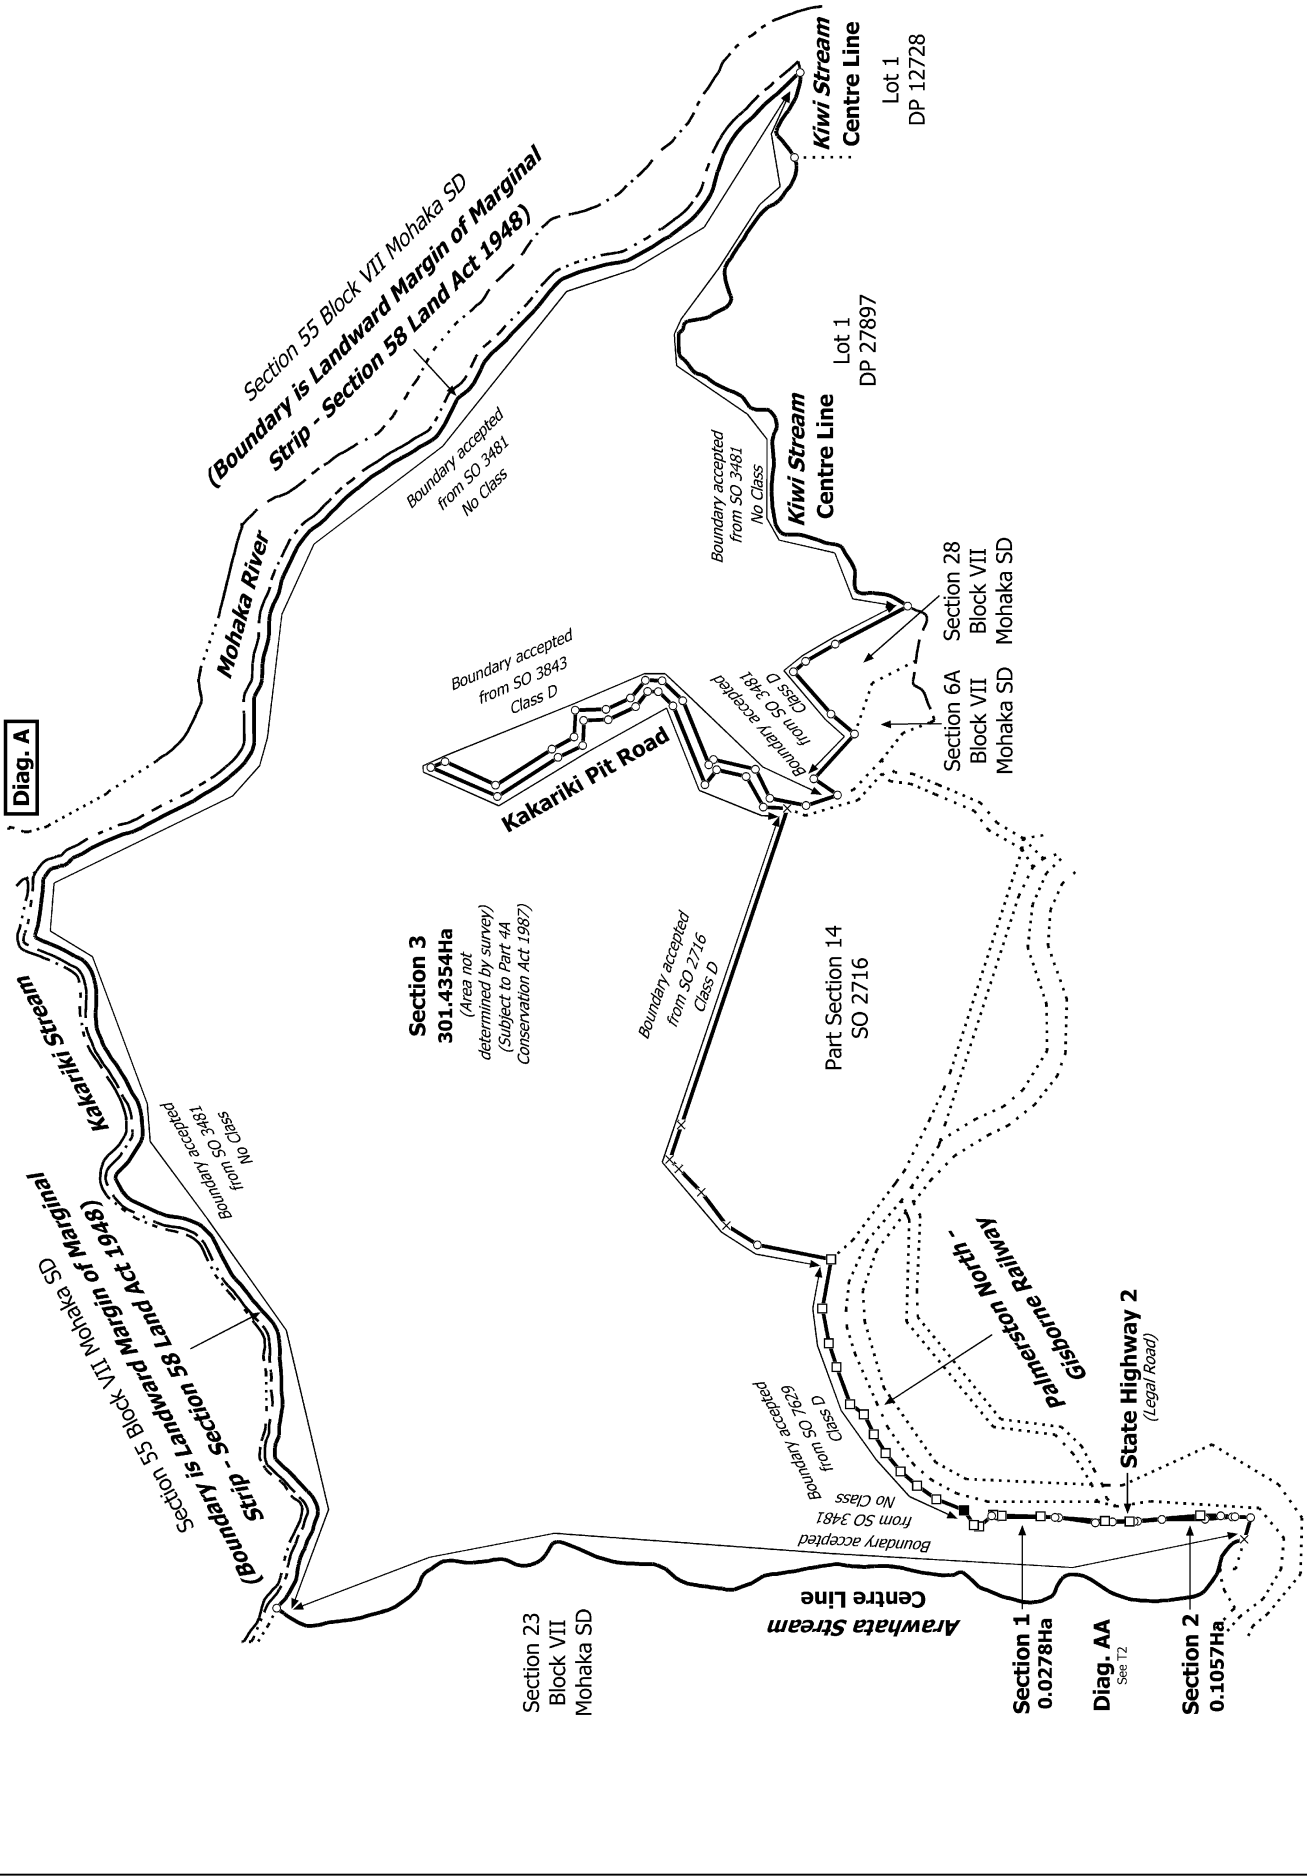 Diag. A
Section 55 Block VII Mohaka SD
(Boundary is Landward Margin of Marginal
Strip - Section 58 Land Act 1948)
Mohaka River
Boundary accepted
from SO 3481
No Class
Kiwi Stream
Centre Line
Lot 1
DP 12728
Lot 1
DP 27897
Kiwi Stream
Centre Line
Boundary accepted
from SO 3481
No Class
Section 28
Block VII
Mohaka SD
Section 6A
Block VII
Mohaka SD
Boundary accepted
from SO 3481
Class D
Boundary accepted
from SO 3843
Class D
Kakariki Pit Road
Kakariki Stream
Section 55 Block VII Mohaka SD
(Boundary is Landward Margin of Marginal
Strip - Section 58 Land Act 1948)
Boundary accepted
from SO 3481
No Class
Section 3
301.4354Ha
(Area not
determined by survey)
(Subject to Part 4A
Conservation Act 1987)
Boundary accepted
from SO 2716
Class D
Part Section 14
SO 2716
Palmerston North -
Gisborne Railway
State Highway 2
(Legal Road)
Boundary accepted
from SO 7629
Class D
Boundary accepted
from SO 3481
No Class
Arawhata Stream
Centre Line
Section 23
Block VII
Mohaka SD
Section 1
0.0278Ha
Diag. AA
See T2
Section 2
0.1057Ha